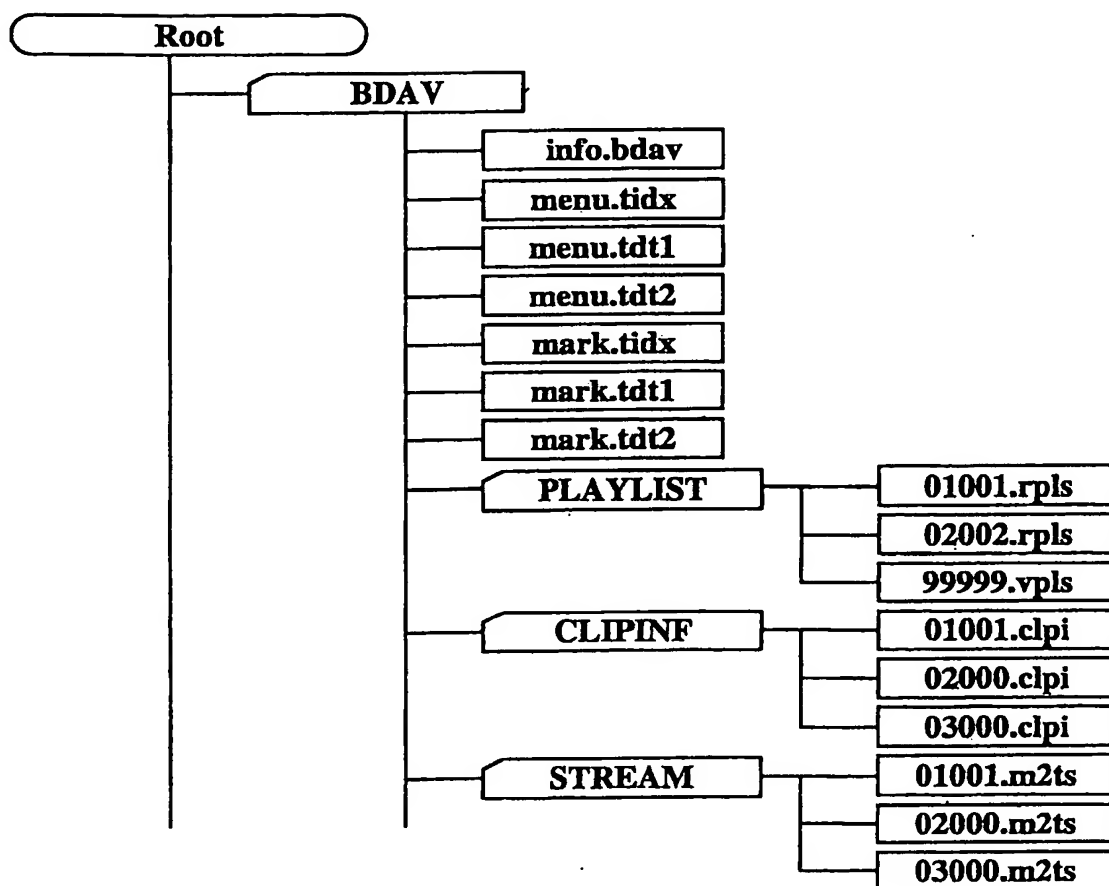 Root
BDAV
info.bdav
menu.tidx
menu.tdt1
menu.tdt2
mark.tidx
mark.tdt1
mark.tdt2
PLAYLIST
01001.rpls
02002.rpls
99999.vpls
CLIPINF
01001.clpi
02000.clpi
03000.clpi
STREAM
01001.m2ts
02000.m2ts
03000.m2ts